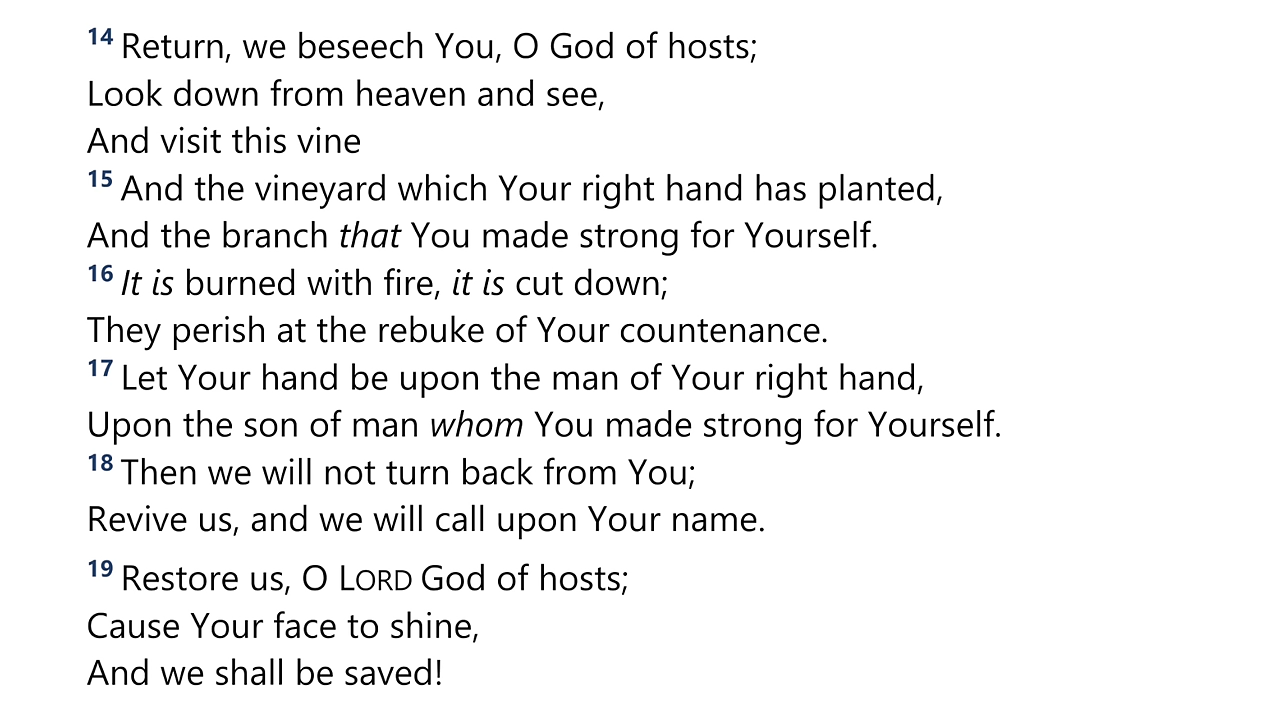 14 Return, we beseech You, O God of hosts;
Look down from heaven and see,
And visit this vine
15 And the vineyard which Your right hand has planted,
And the branch that You made strong for Yourself.
16 It is burned with fire, it is cut down;
They perish at the rebuke of Your countenance.
17 Let Your hand be upon the man of Your right hand,
Upon the son of man whom You made strong for Yourself.
18 Then we will not turn back from You;
Revive us, and we will call upon Your name.
19 Restore us, O LORD God of hosts;
Cause Your face to shine,
And we shall be saved!